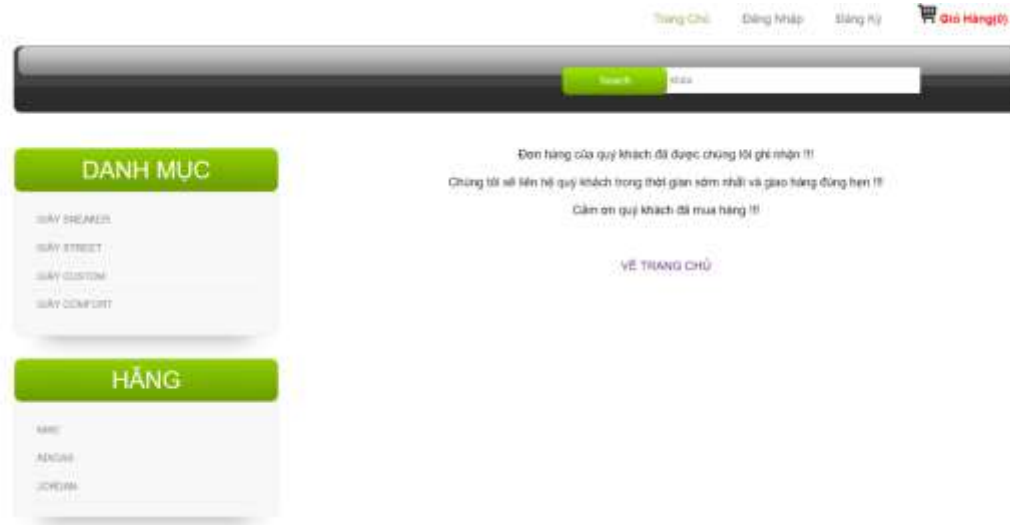 Trang Chủ Đăng Nhập Đăng Ký Giỏ Hàng(0)
Search
DANH MỤC
GIÀY SNEAKER
GIÀY STREET
GIÀY CUSTOM
GIÀY COMFORT
HÃNG
NIKE
ADIDAS
JORDAN
Đơn hàng của quý khách đã được chúng tôi ghi nhận !!!
Chúng tôi sẽ liên hệ quý khách trong thời gian sớm nhất và giao hàng đúng hẹn !!!
Cảm ơn quý khách đã mua hàng !!!
VỀ TRANG CHỦ